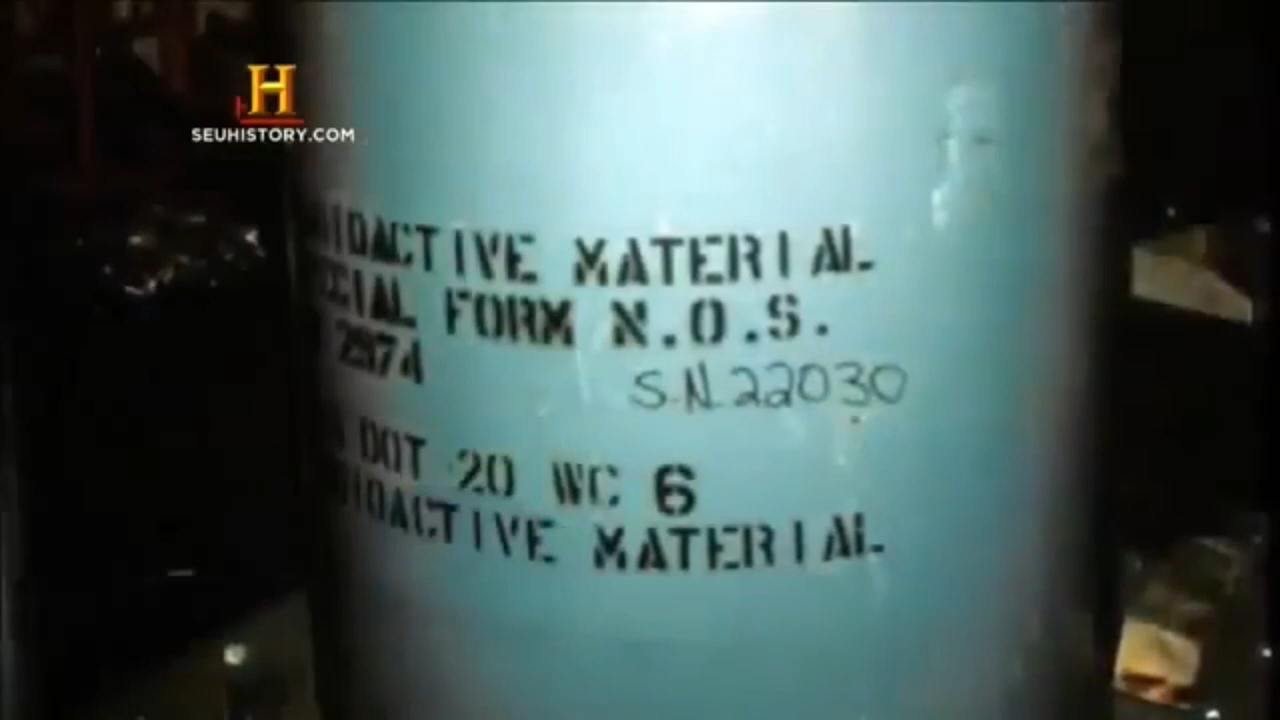 H
SEUHISTORY.COM
IOACTIVE MATERIAL
CIAL FORM N.O.S.
2974
S.N.22030
DOT 20 WC 6
IOACTIVE MATERIAL